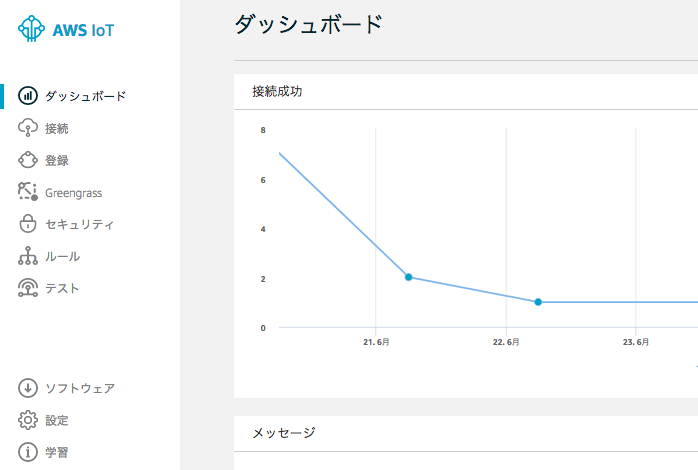 AWS IoT
ダッシュボード
接続
登録
Greengrass
セキュリティ
ルール
テスト
ソフトウェア
設定
学習
ダッシュボード
接続成功
8
6
4
2
0
21. 6月
22. 6月
23. 6月
メッセージ